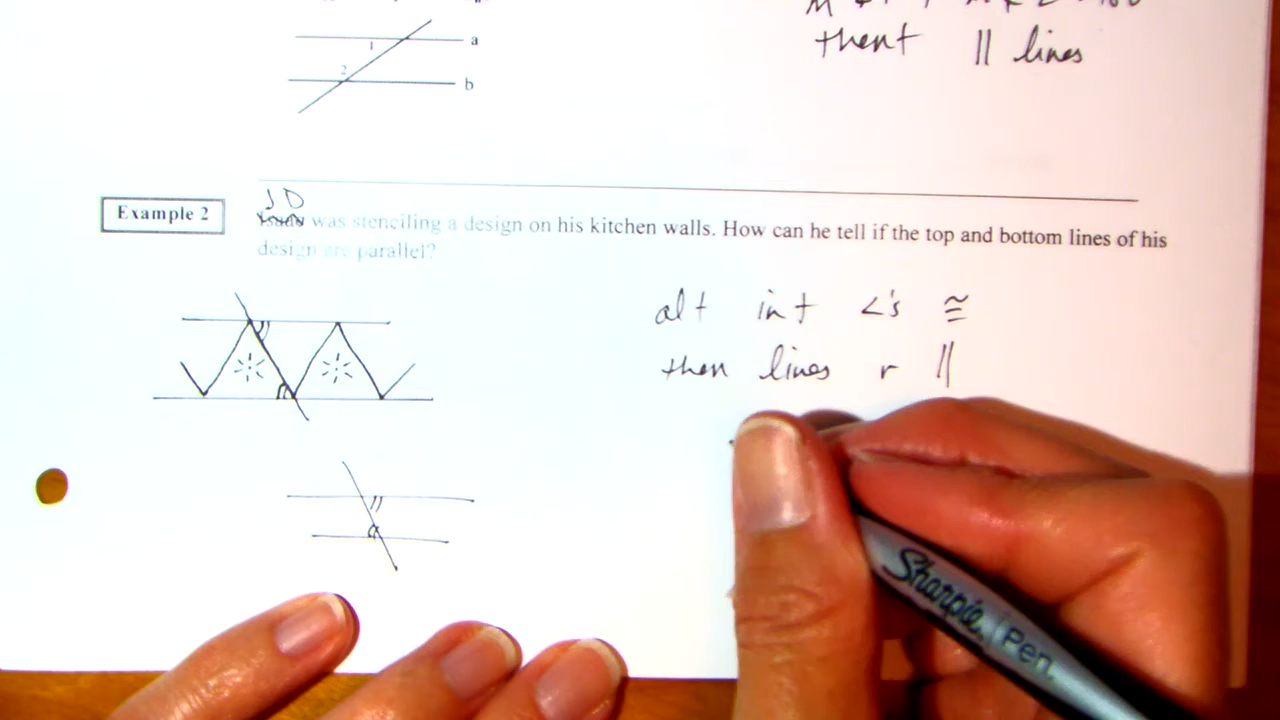 thent || lines
a
1
2
b
JD
Example 2
was stenciling a design on his kitchen walls. How can he tell if the top and bottom lines of his
design are parallel?
alt int ∠'s ≅
then lines r ||
Sharpie Pen.